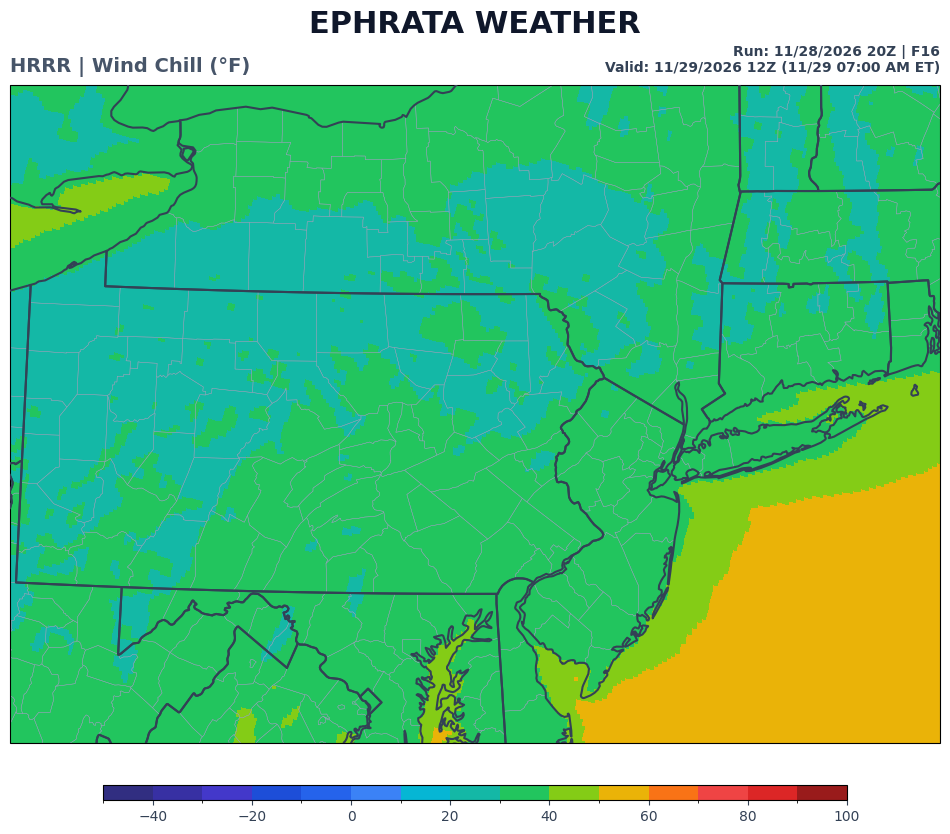 EPHRATA WEATHER
HRRR | Wind Chill (°F)
Run: 11/28/2026 20Z | F16
Valid: 11/29/2026 12Z (11/29 07:00 AM ET)
−40 −20 0 20 40 60 80 100